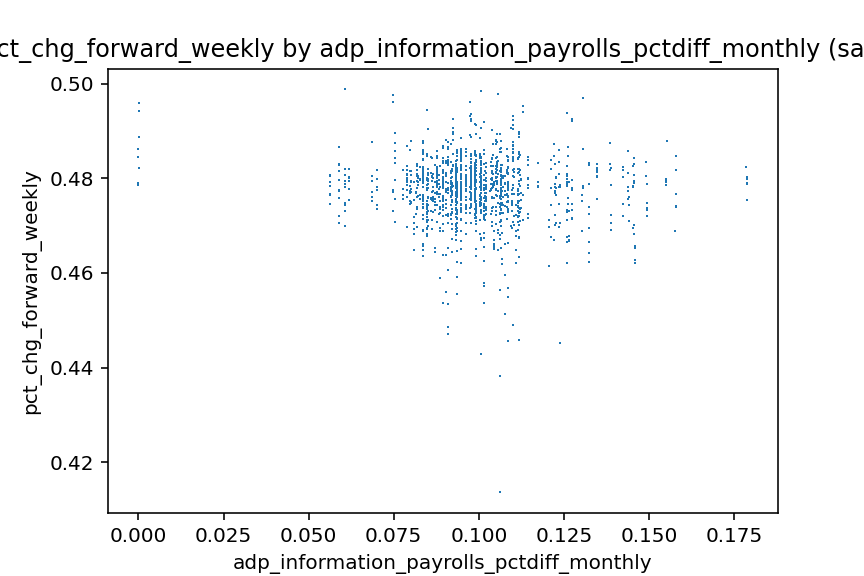 ct_chg_forward_weekly by adp_information_payrolls_pctdiff_monthly (sa
0.50
0.48
0.46
0.44
0.42
pct_chg_forward_weekly
0.000 0.025 0.050 0.075 0.100 0.125 0.150 0.175
adp_information_payrolls_pctdiff_monthly